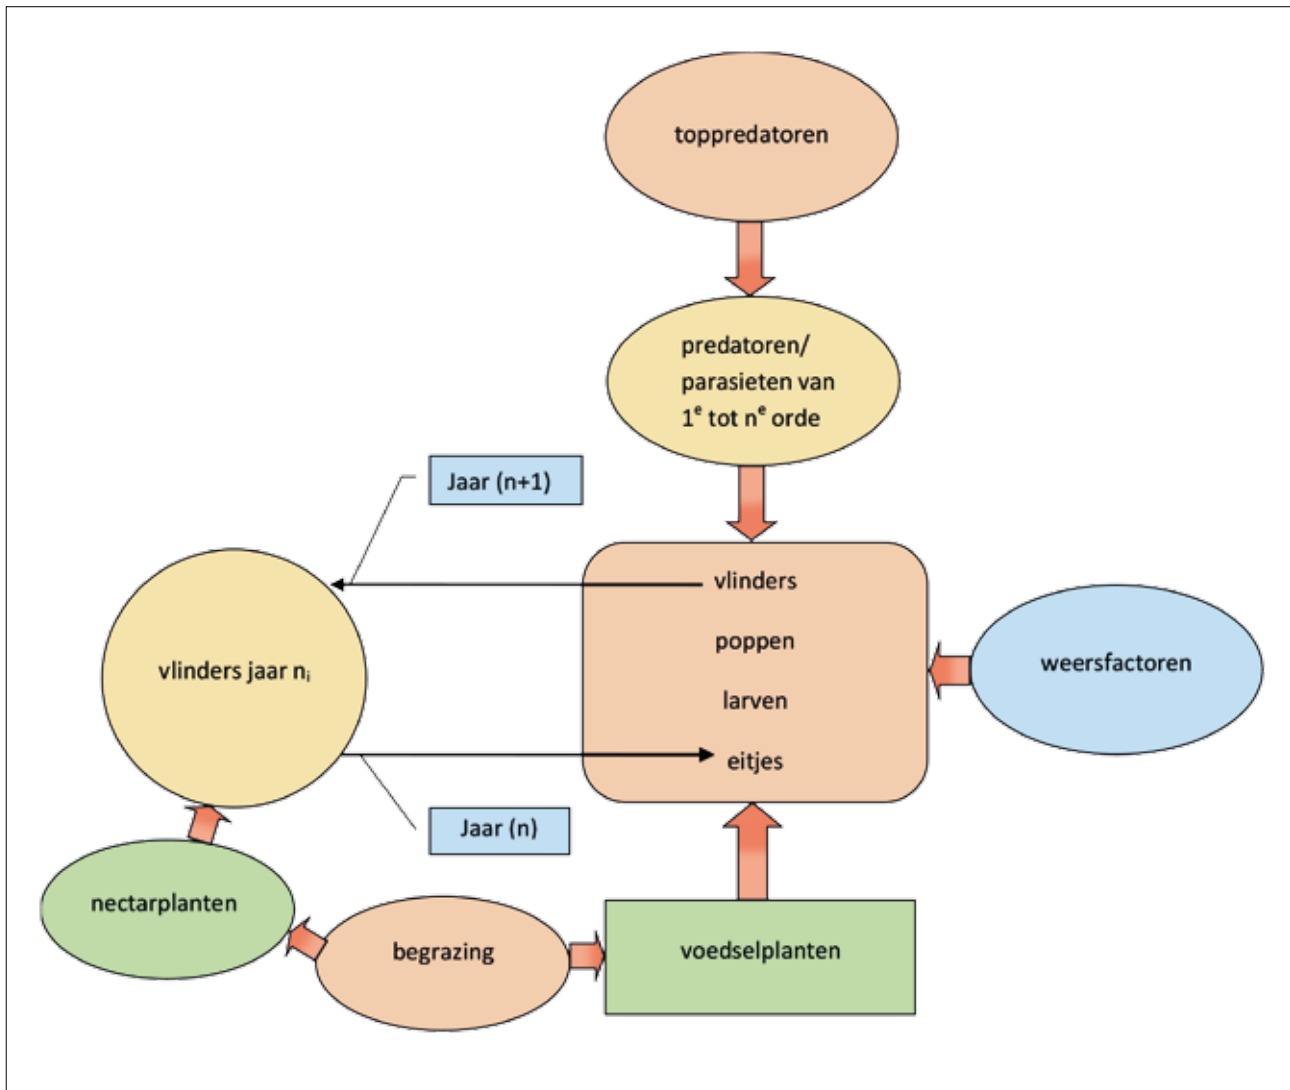 toppredatoren
predatoren/
parasieten van
1ᵉ tot nᵉ orde
Jaar (n+1)
vlinders
poppen
larven
eitjes
vlinders jaar nᵢ
weersfactoren
Jaar (n)
nectarplanten
begrazing
voedselplanten